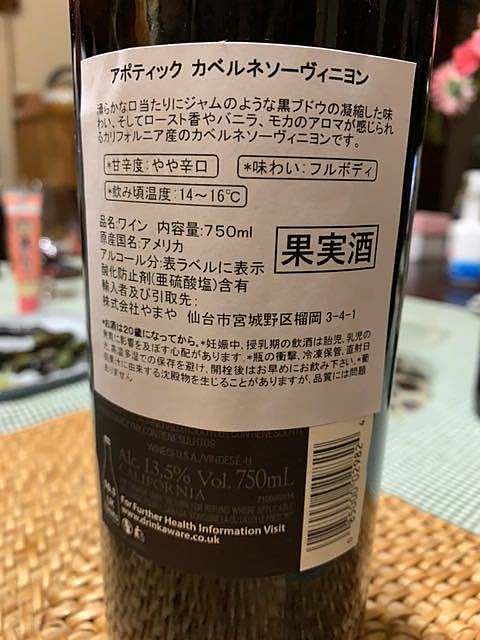 アポティック カベルネソーヴィニヨン
滑らかな口当たりにジャムのような黒ブドウの凝縮した味
わい、そしてロースト香やバニラ、モカのアロマが感じられ
るカリフォルニア産のカベルネソーヴィニヨンです。
*甘辛度:やや辛口 *味わい:フルボディ
*飲み頃温度:14～16℃
品名:ワイン 内容量:750ml
原産国名:アメリカ
アルコール分:表ラベルに表示
酸化防止剤(亜硫酸塩)含有
果実酒
輸入者及び引取先:
株式会社やまや 仙台市宮城野区榴岡 3-4-1
*お酒は20歳になってから。*妊娠中、授乳期の飲酒は胎児、乳児の
発育に影響を及ぼす心配があります。*瓶の衝撃、冷凍保管、直射日
光、高温多湿での保存を避け、開栓後はお早めにお飲み下さい。*葡
萄果汁に由来する沈殿物を生じることがありますが、品質には問題
ありません。
WINE OF U.S.A./VIN DES É.-U.
Alc. 13.5% Vol. 750mL
CALIFORNIA
For Further Health Information Visit
www.drinkaware.co.uk